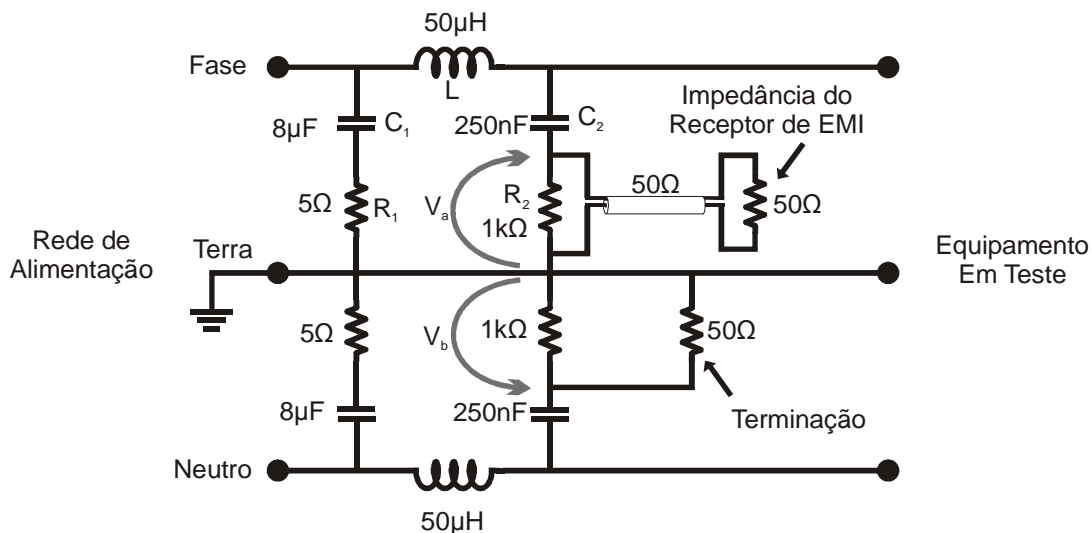 50µH
Fase
L
Impedância do
Receptor de EMI
8µF
C₁
250nF
C₂
5Ω
R₁
Vₐ
R₂
1kΩ
50Ω
50Ω
Rede de
Alimentação
Terra
Equipamento
Em Teste
5Ω
V_b
1kΩ
50Ω
8µF
250nF
Terminação
Neutro
50µH